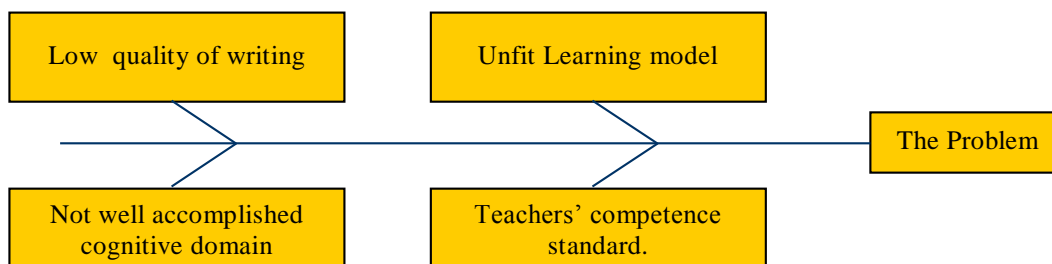 Low quality of writing
Unfit Learning model
The Problem
Not well accomplished
cognitive domain
Teachers’ competence
standard.